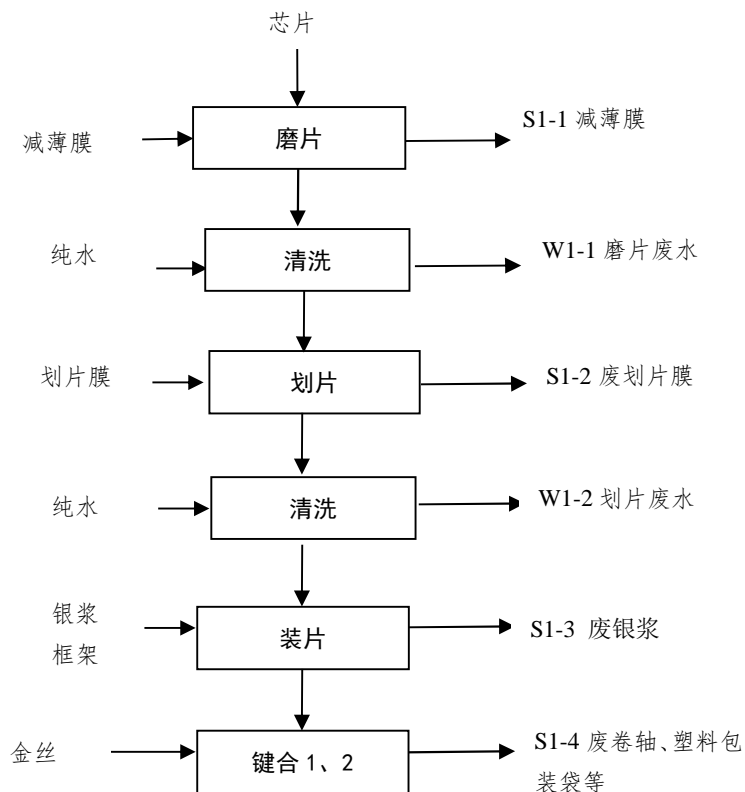 芯片
减薄膜
磨片
S1-1 减薄膜
纯水
清洗
W1-1 磨片废水
划片膜
划片
S1-2 废划片膜
纯水
清洗
W1-2 划片废水
银浆
框架
装片
S1-3 废银浆
金丝
键合 1、2
S1-4 废卷轴、塑料包
装袋等